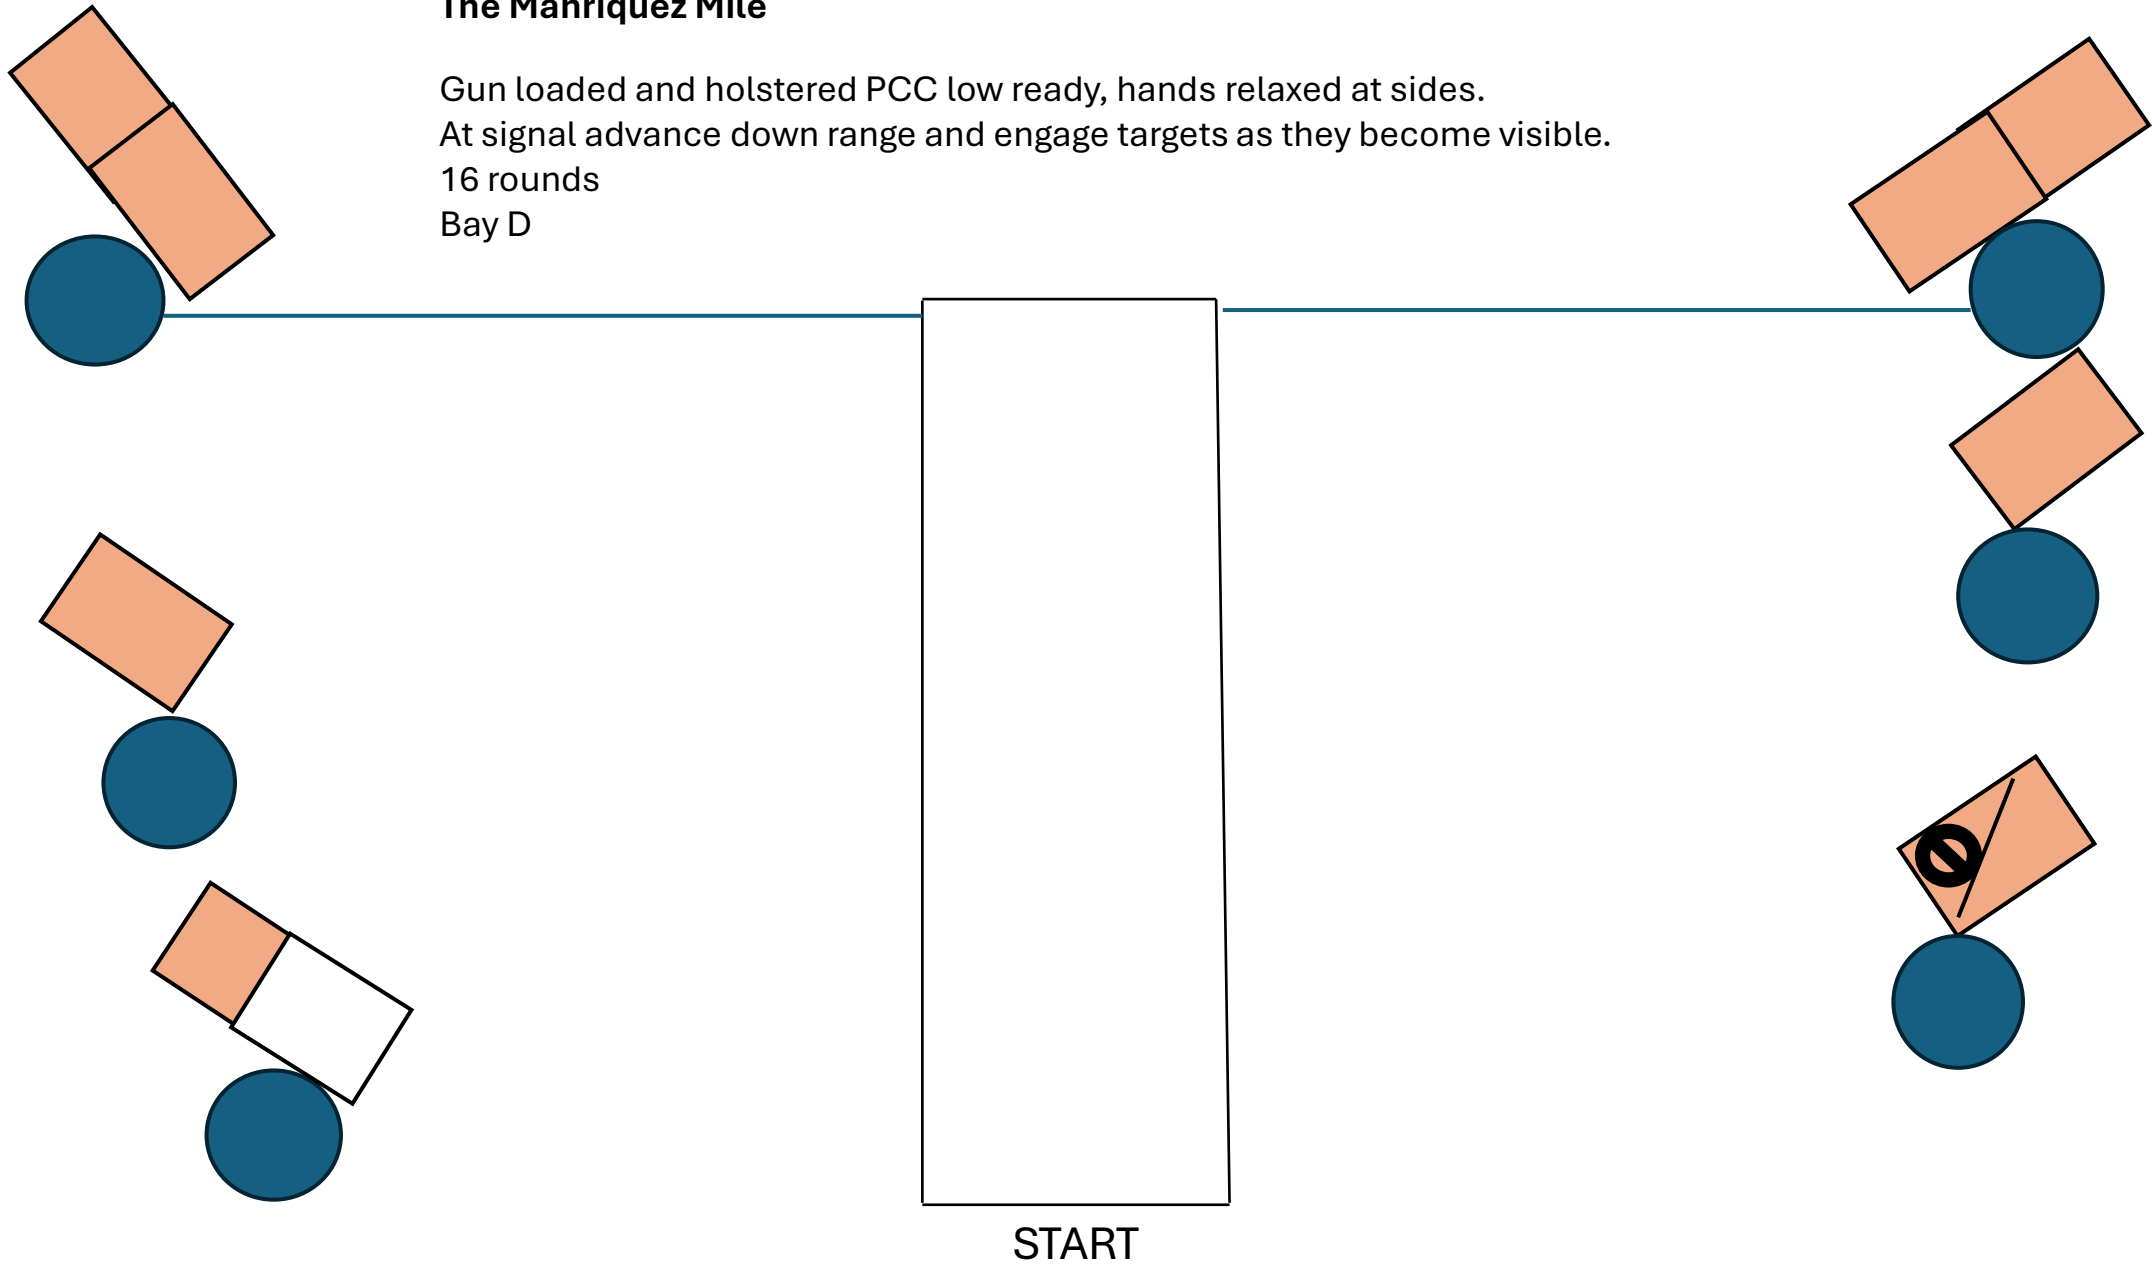 The Manriquez Mile
Gun loaded and holstered PCC low ready, hands relaxed at sides.
At signal advance down range and engage targets as they become visible.
16 rounds
Bay D
START